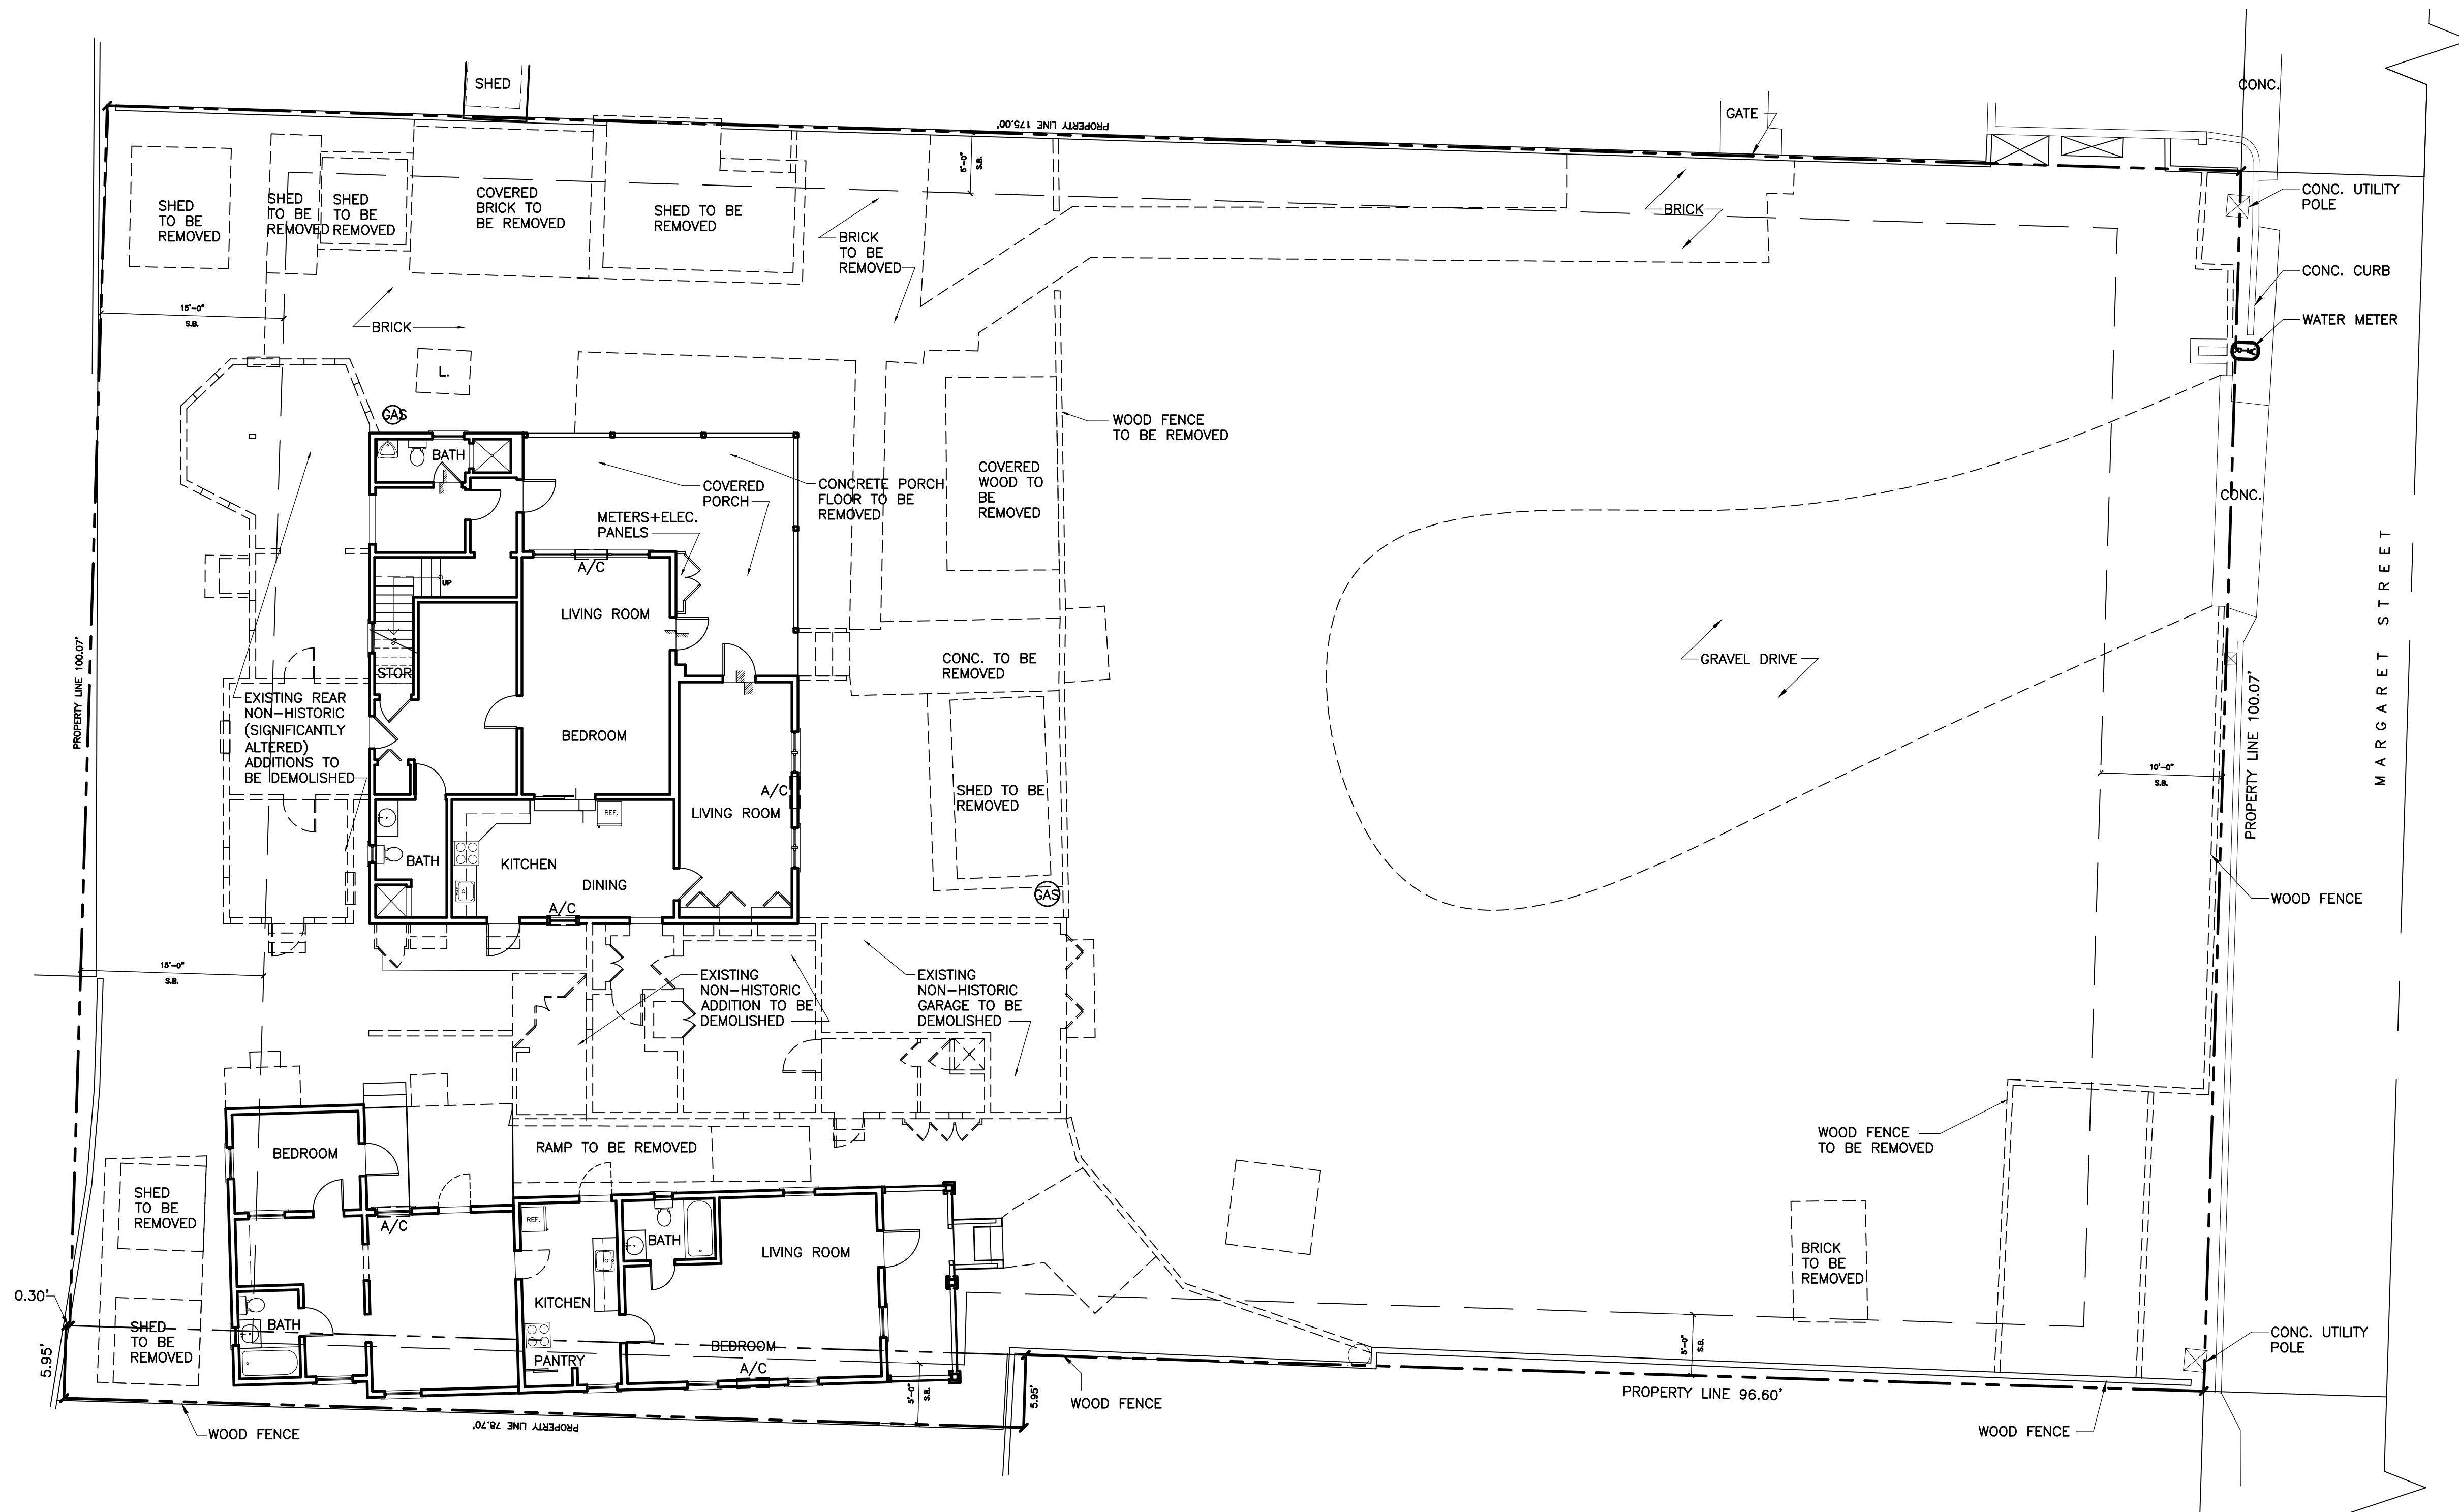 SHED
CONC.
GATE
PROPERTY LINE 175.00'
5'-0"
S.B.
CONC. UTILITY
POLE
SHED
TO BE
REMOVED
SHED
TO BE
REMOVED
SHED
TO BE
REMOVED
COVERED
BRICK TO
BE REMOVED
SHED TO BE
REMOVED
BRICK
TO BE
REMOVED
BRICK
CONC. CURB
WATER METER
15'-0"
S.B.
BRICK
L.
GAS
WOOD FENCE
TO BE REMOVED
BATH
COVERED
PORCH
CONCRETE PORCH
FLOOR TO BE
REMOVED
METERS+ELEC.
PANELS
COVERED
WOOD TO
BE
REMOVED
CONC.
A/C
UP
LIVING ROOM
STOR.
PROPERTY LINE 100.07'
CONC. TO BE
REMOVED
GRAVEL DRIVE
MARGARET STREET
PROPERTY LINE 100.07'
EXISTING REAR
NON-HISTORIC
(SIGNIFICANTLY
ALTERED)
ADDITIONS TO
BE DEMOLISHED
BEDROOM
10'-0"
S.B.
A/C
LIVING ROOM
SHED TO BE
REMOVED
REF.
BATH
KITCHEN
DINING
A/C
GAS
WOOD FENCE
15'-0"
S.B.
EXISTING
NON-HISTORIC
ADDITION TO BE
DEMOLISHED
EXISTING
NON-HISTORIC
GARAGE TO BE
DEMOLISHED
BEDROOM
RAMP TO BE REMOVED
WOOD FENCE
TO BE REMOVED
SHED
TO BE
REMOVED
A/C
REF.
BATH
LIVING ROOM
BRICK
TO BE
REMOVED
0.30'
5.95'
SHED
TO BE
REMOVED
BATH
KITCHEN
PANTRY
BEDROOM
A/C
5'-0"
S.B.
5.95'
5'-0"
S.B.
CONC. UTILITY
POLE
WOOD FENCE
PROPERTY LINE 96.60'
WOOD FENCE
WOOD FENCE
PROPERTY LINE 78.70'